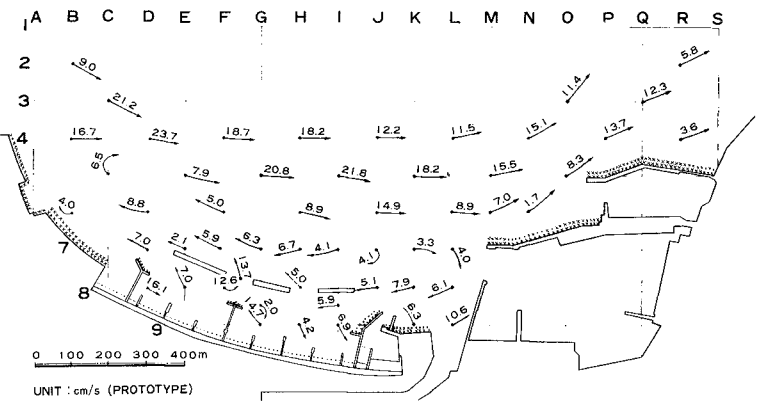 A B C D E F G H I J K L M N O P Q R S
1
2
9.0
5.8
3
21.2
11.4
12.3
4
16.7 23.7 18.7 18.2 12.2 11.5 15.1 13.7 3.6
6.5
7.9 20.8 21.8 18.2 15.5 8.3
4.0 8.8 5.0 8.9 14.9 8.9 7.0 1.7
7
7.0 2.1 5.9 6.3 6.7 4.1 4.1 3.3 4.0
8
16.1 7.0 12.6 13.7 5.0 5.9 5.1 7.9 6.1
9
14.7 2.0 4.2 6.9 6.3 10.6
0 100 200 400m
UNIT : cm/s (PROTOTYPE)